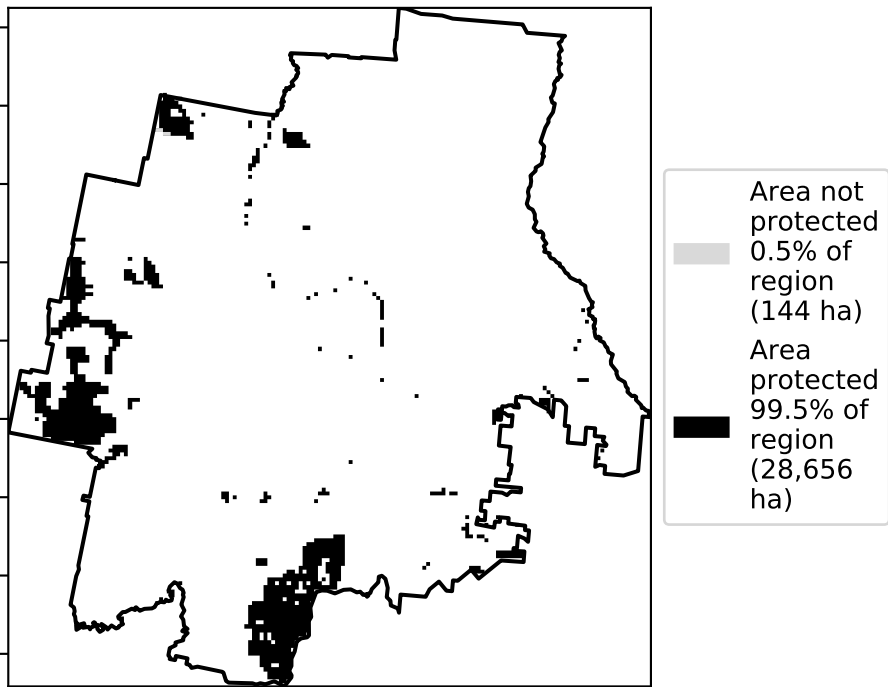 Area not
protected
0.5% of
region
(144 ha)
Area
protected
99.5% of
region
(28,656
ha)